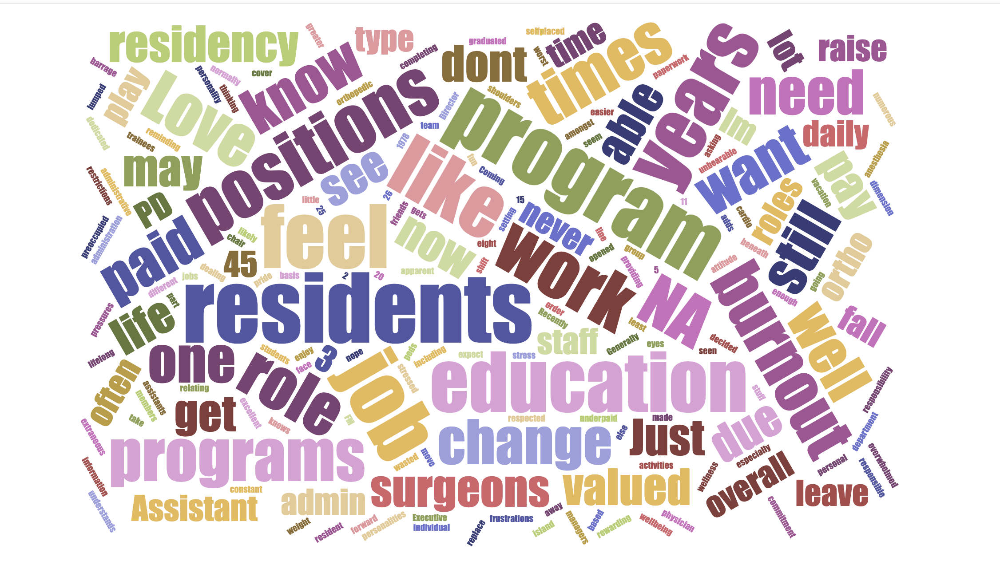 residency
greater
type
selfplaced
time
times
years
lot
raise
graduated
completing
dont
worst
paperwork
barrage
personality
normally
cover
know
play
Love
thinking
orthopedic
positions
shoulders
need
lumped
Director
program
easier
able
Im
numerous
dedicated
trainees
reminding
team
amongst
seem
daily
1978
like
fun
Coming
asking
unbearable
want
anesthesia
may
see
pay
restrictions
administrative
vacation
dimension
PD
little
25
26
15
11
roles
feel
friends
gets
setting
never
cardio
adds
still
preoccupied
administration
paid
likely
chair
now
eight
line
opened
group
beneath
ortho
45
work
shift
providing
5
attitude
burnout
different
jobs
dealing
pride
basis
2
20
apparent
going
enough
residents
NA
pressures
part
life
order
Recently
least
well
fall
staff
Generally
eyes
decided
seen
lifelong
one
students
enjoy
3
nope
peds
including
expect
stress
face
job
education
often
assistants
relating
role
stressed
stuff
responsibility
members
take
get
excellent
knows
FM
respected
underpaid
made
due
extraneous
programs
wasted
move
change
else
Just
department
especially
overwhelmed
information
activities
wellness
overall
personal
responsible
understands
constant
Assistant
admin
surgeons
valued
leave
commitment
weight
resident
forward
personalities
Executive
individual
replace
frustrations
away
island
managers
based
rewarding
wellbeing
physician